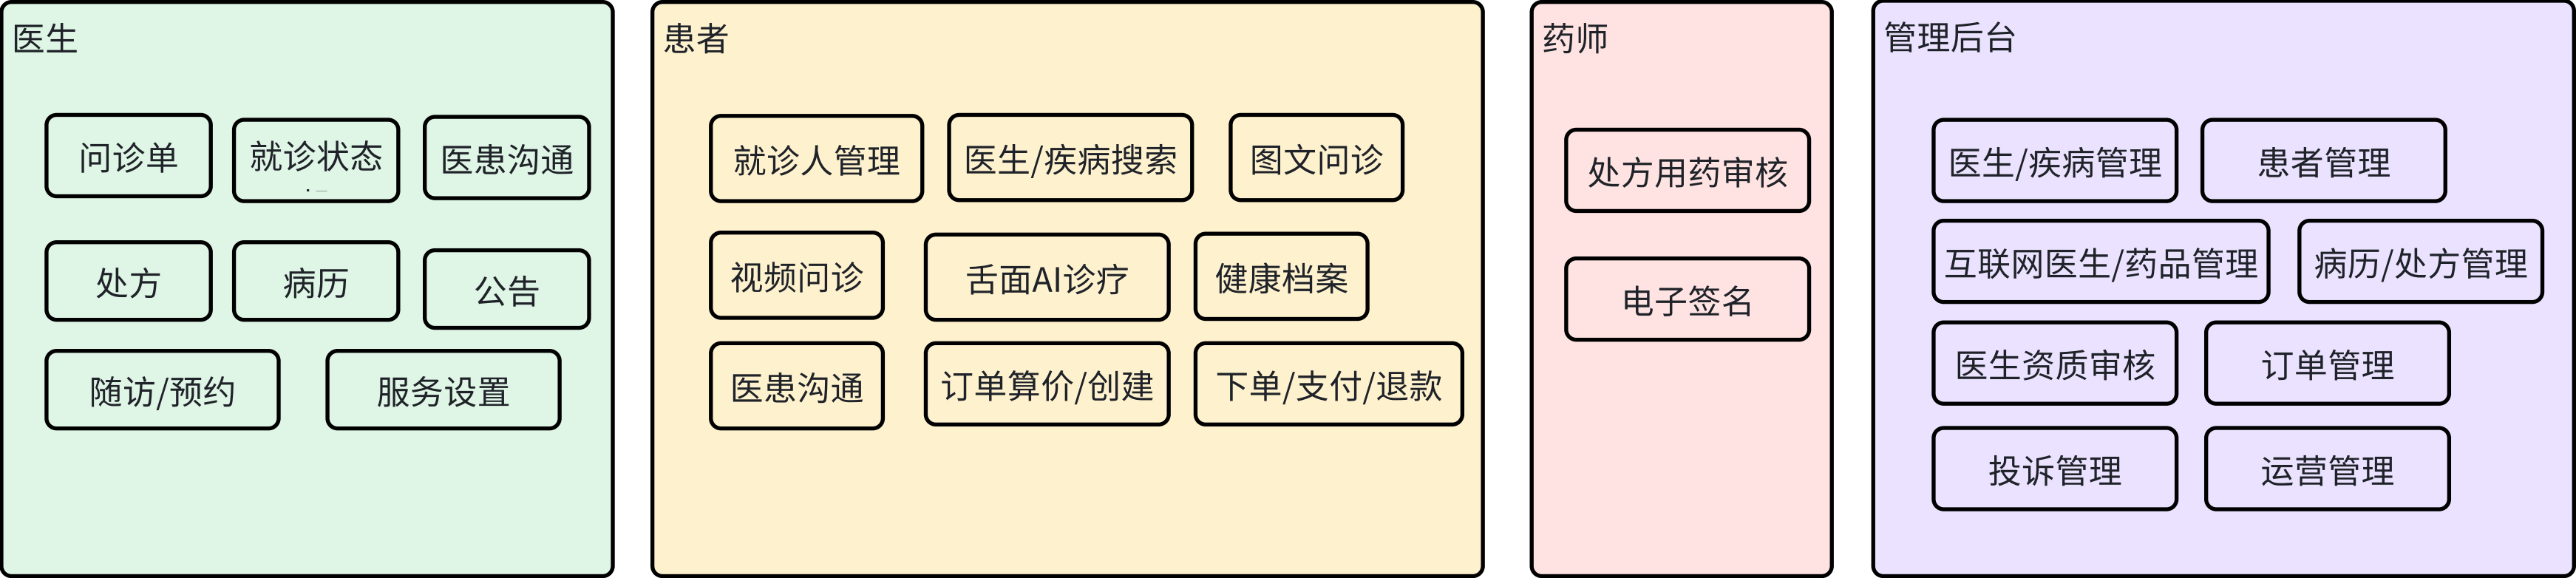 医生
问诊单
就诊状态
医患沟通
处方
病历
公告
随访/预约
服务设置
患者
就诊人管理
医生/疾病搜索
图文问诊
视频问诊
舌面AI诊疗
健康档案
医患沟通
订单算价/创建
下单/支付/退款
药师
处方用药审核
电子签名
管理后台
医生/疾病管理
患者管理
互联网医生/药品管理
病历/处方管理
医生资质审核
订单管理
投诉管理
运营管理